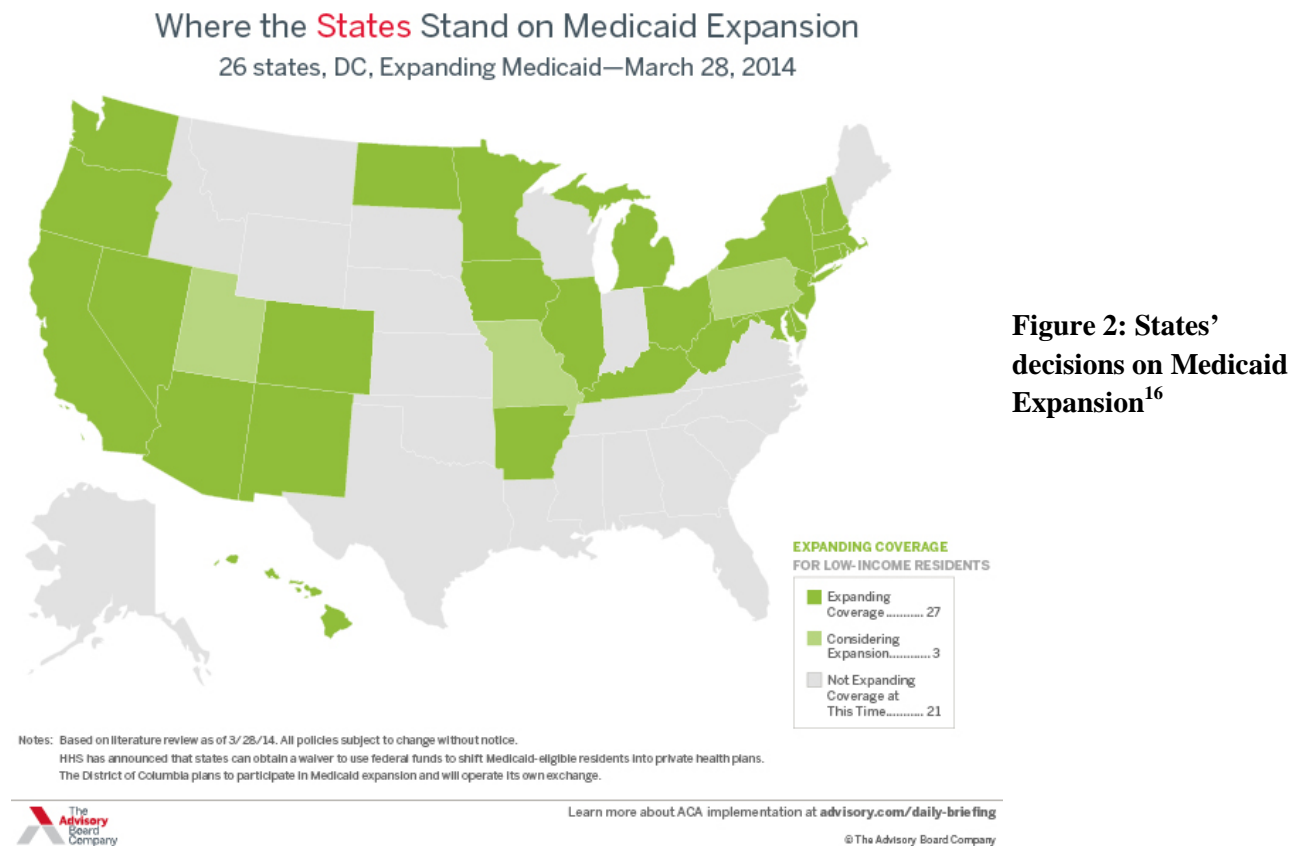 Where the States Stand on Medicaid Expansion
26 states, DC, Expanding Medicaid—March 28, 2014
Figure 2: States’
decisions on Medicaid
Expansion16
EXPANDING COVERAGE
FOR LOW-INCOME RESIDENTS
Expanding
Coverage........... 27
Considering
Expansion............ 3
Not Expanding
Coverage at
This Time........... 21
Notes: Based on literature review as of 3/28/14. All policies subject to change without notice.
HHS has announced that states can obtain a waiver to use federal funds to shift Medicaid-eligible residents into private health plans.
The District of Columbia plans to participate in Medicaid expansion and will operate its own exchange.
The
Advisory
Board
Company
Learn more about ACA implementation at advisory.com/daily-briefing
© The Advisory Board Company